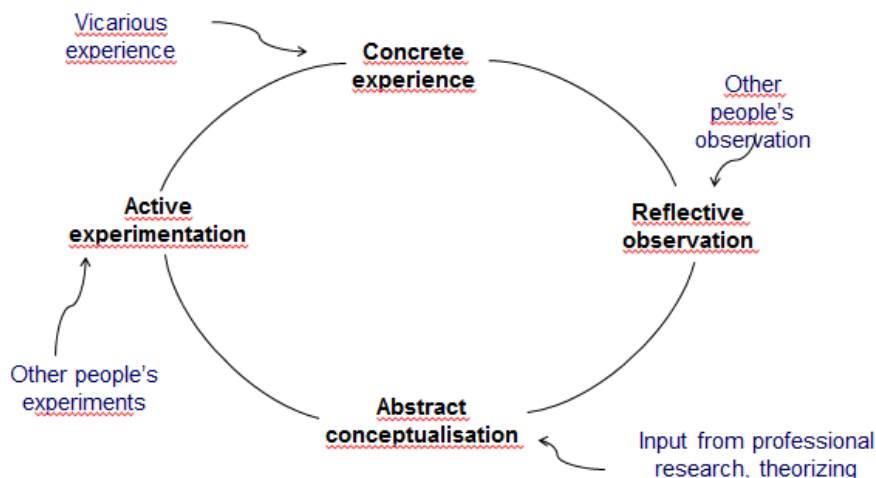 Vicarious
experience
Concrete
experience
Other
people's
observation
Active
experimentation
Reflective
observation
Other people's
experiments
Abstract
conceptualisation
Input from professional
research, theorizing